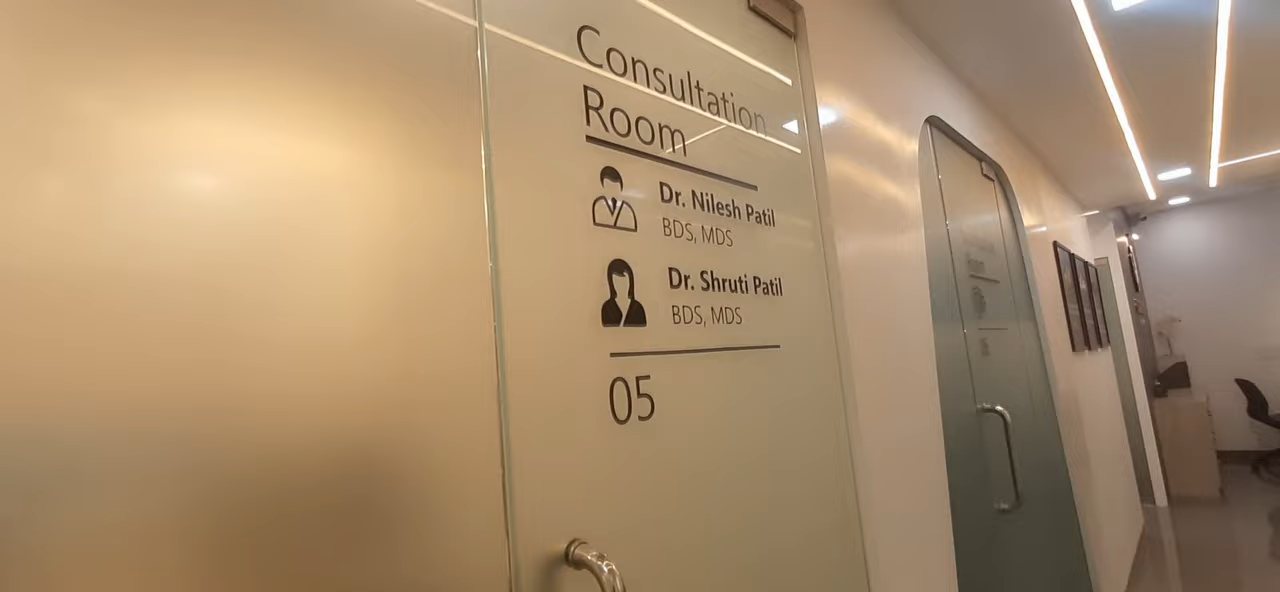 Consultation
Room
Dr. Nilesh Patil
BDS, MDS
Dr. Shruti Patil
BDS, MDS
05